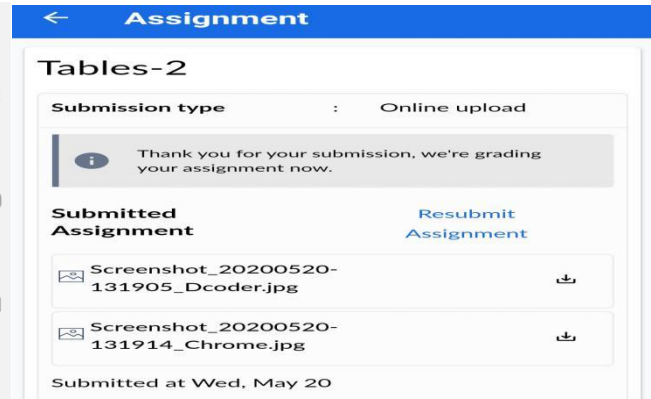 Assignment
Tables-2
Submission type : Online upload
Thank you for your submission, we're grading
your assignment now.
Submitted
Assignment
Resubmit
Assignment
Screenshot_20200520-
131905_Dcoder.jpg
Screenshot_20200520-
131914_Chrome.jpg
Submitted at Wed, May 20